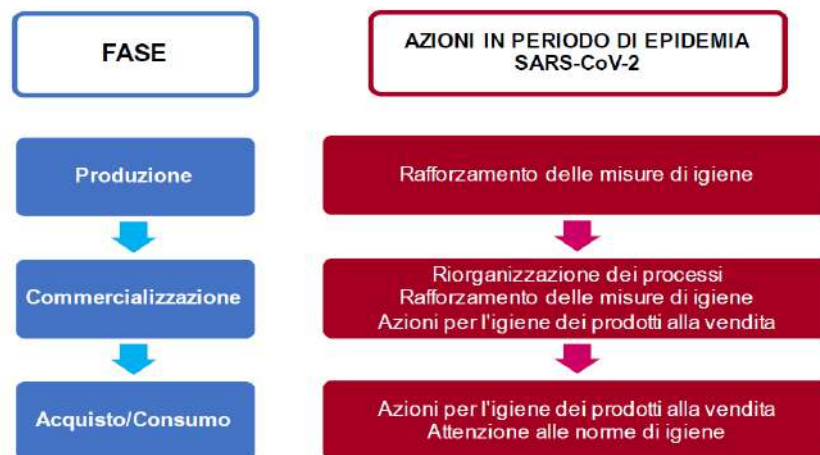 FASE
AZIONI IN PERIODO DI EPIDEMIA
SARS-CoV-2
Produzione
Rafforzamento delle misure di igiene
Commercializzazione
Riorganizzazione dei processi
Rafforzamento delle misure di igiene
Azioni per l'igiene dei prodotti alla vendita
Acquisto/Consumo
Azioni per l'igiene dei prodotti alla vendita
Attenzione alle norme di igiene